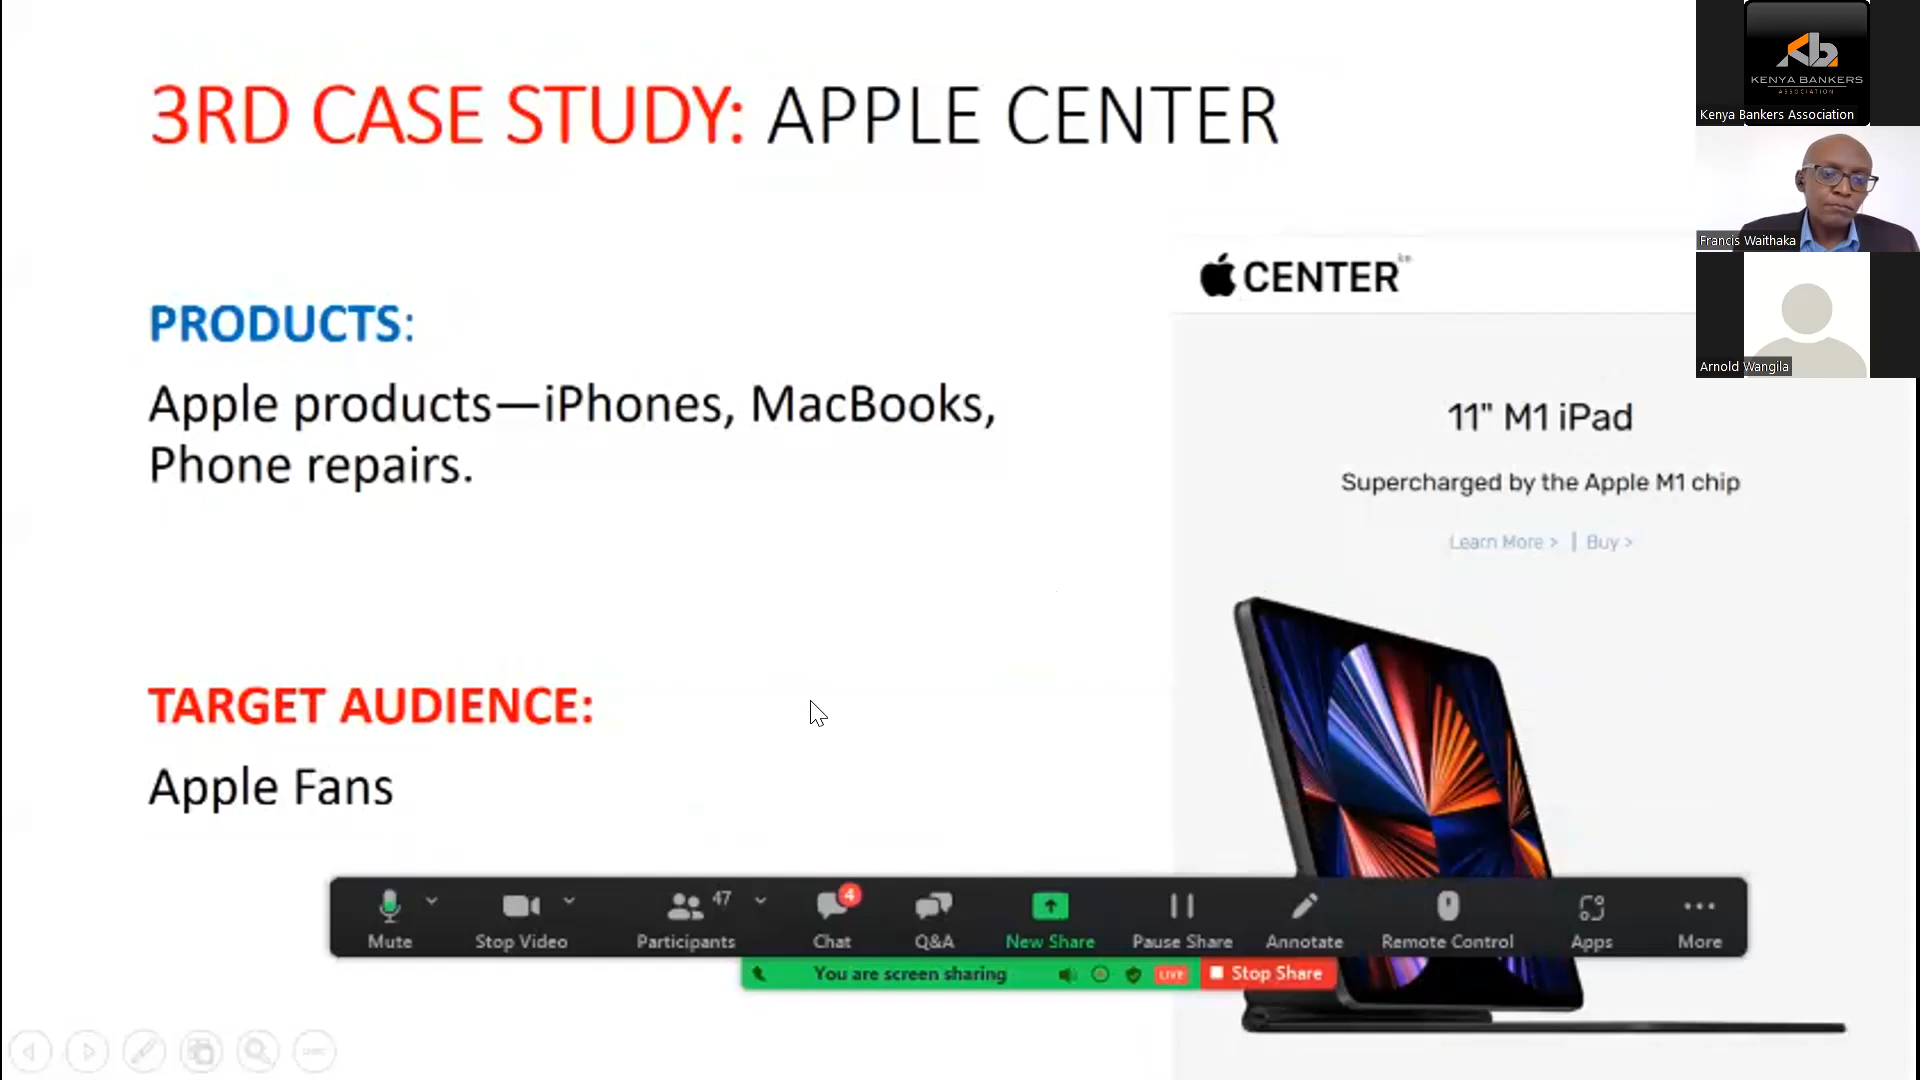 3RD CASE STUDY: APPLE CENTER
PRODUCTS:
Apple products—iPhones, MacBooks,
Phone repairs.
TARGET AUDIENCE:
Apple Fans
CENTER
11" M1 iPad
Supercharged by the Apple M1 chip
Learn More > | Buy >
KENYA BANKERS
ASSOCIATION
Kenya Bankers Association
Francis Waithaka
Arnold Wangila
47
4
Mute
Stop Video
Participants
Chat
Q&A
New Share
Pause Share
Annotate
Remote Control
Apps
More
You are screen sharing
LIVE
Stop Share